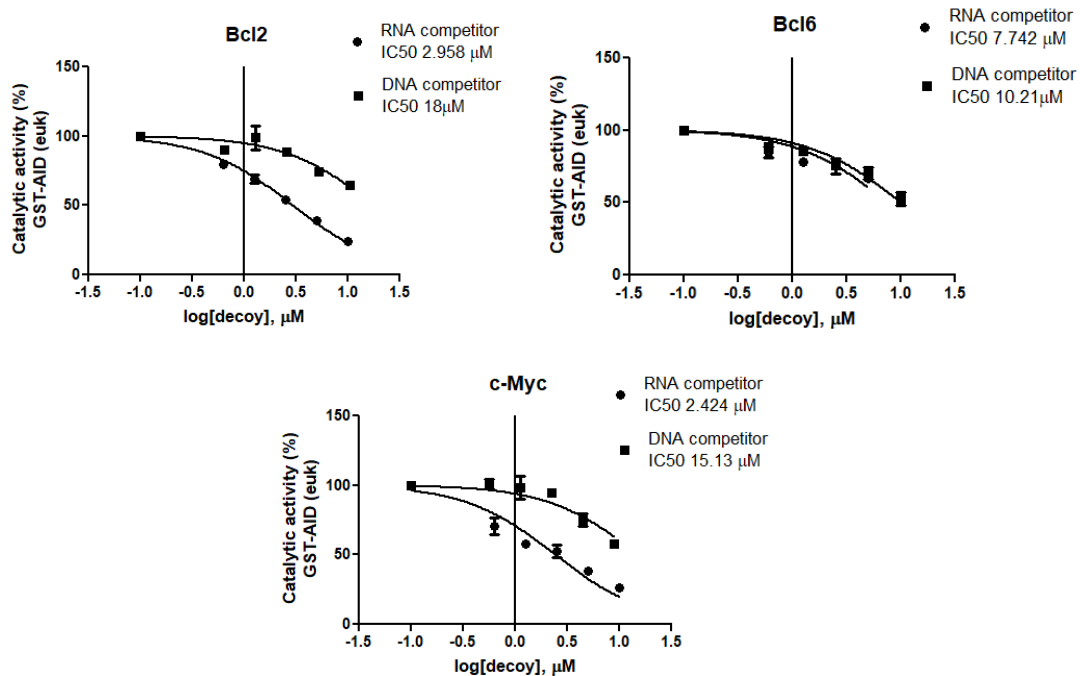 Bcl2
RNA competitor
IC50 2.958 μM
DNA competitor
IC50 18μM
Catalytic activity (%)
GST-AID (euk)
150
100
50
0
-1.5
-1.0
-0.5
0.0
0.5
1.0
1.5
log[decoy], μM
Bcl6
RNA competitor
IC50 7.742 μM
DNA competitor
IC50 10.21μM
Catalytic activity (%)
GST-AID (euk)
150
100
50
0
-1.5
-1.0
-0.5
0.0
0.5
1.0
1.5
log[decoy], μM
c-Myc
RNA competitor
IC50 2.424 μM
DNA competitor
IC50 15.13 μM
Catalytic activity (%)
GST-AID (euk)
150
100
50
0
-1.5
-1.0
-0.5
0.0
0.5
1.0
1.5
log[decoy], μM